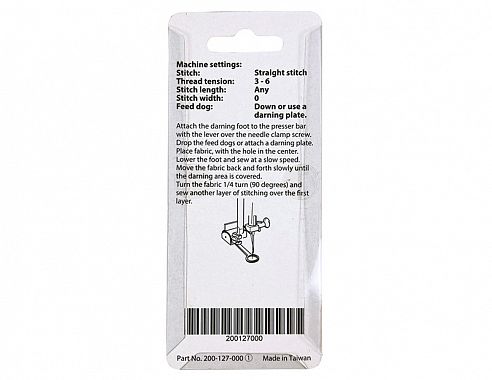 Machine settings:
Stitch: Straight stitch
Thread tension: 3 - 6
Stitch length: Any
Stitch width: 0
Feed dog: Down or use a
darning plate.
Attach the darning foot to the presser bar
with the lever over the needle clamp screw.
Drop the feed dogs or attach a darning plate.
Place fabric, with the hole in the center.
Lower the foot and sew at a slow speed.
Move the fabric back and forth slowly until
the darning area is covered.
Turn the fabric 1/4 turn (90 degrees) and
sew another layer of stitching over the first
layer.
200127000
Part No. 200-127-000 ① Made in Taiwan